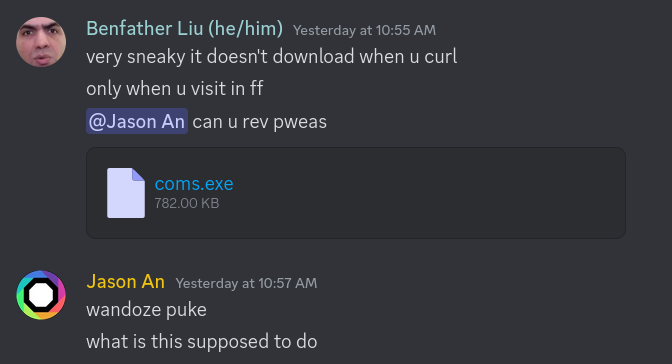 Benfather Liu (he/him) Yesterday at 10:55 AM
very sneaky it doesn't download when u curl
only when u visit in ff
@Jason An can u rev pweas
coms.exe
782.00 KB
Jason An Yesterday at 10:57 AM
wandoze puke
what is this supposed to do